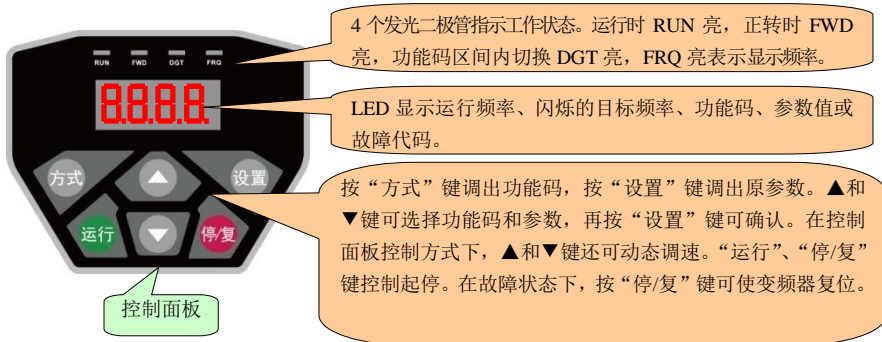 4 个发光二极管指示工作状态。运行时 RUN 亮，正转时 FWD
亮，功能码区间内切换 DGT 亮，FRQ 亮表示显示频率。
RUN FWD DGT FRQ
8.8.8.8.
LED 显示运行频率、闪烁的目标频率、功能码、参数值或
故障代码。
方式
设置
运行
停/复
按“方式”键调出功能码，按“设置”键调出原参数。▲和
▼键可选择功能码和参数，再按“设置”键可确认。在控制
面板控制方式下，▲和▼键还可动态调速。“运行”、“停/复”
键控制起停。在故障状态下，按“停/复”键可使变频器复位。
控制面板